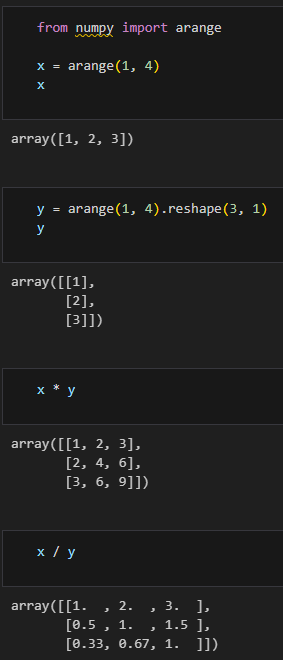 from numpy import arange
x = arange(1, 4)
x
array([1, 2, 3])
y = arange(1, 4).reshape(3, 1)
y
array([[1],
       [2],
       [3]])
x * y
array([[1, 2, 3],
       [2, 4, 6],
       [3, 6, 9]])
x / y
array([[1.  , 2.  , 3.  ],
       [0.5 , 1.  , 1.5 ],
       [0.33, 0.67, 1.  ]])